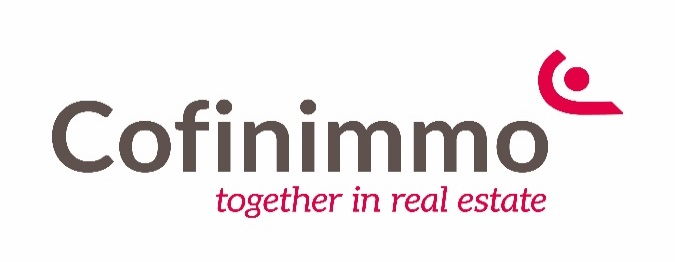 Cofinimmo
together in real estate